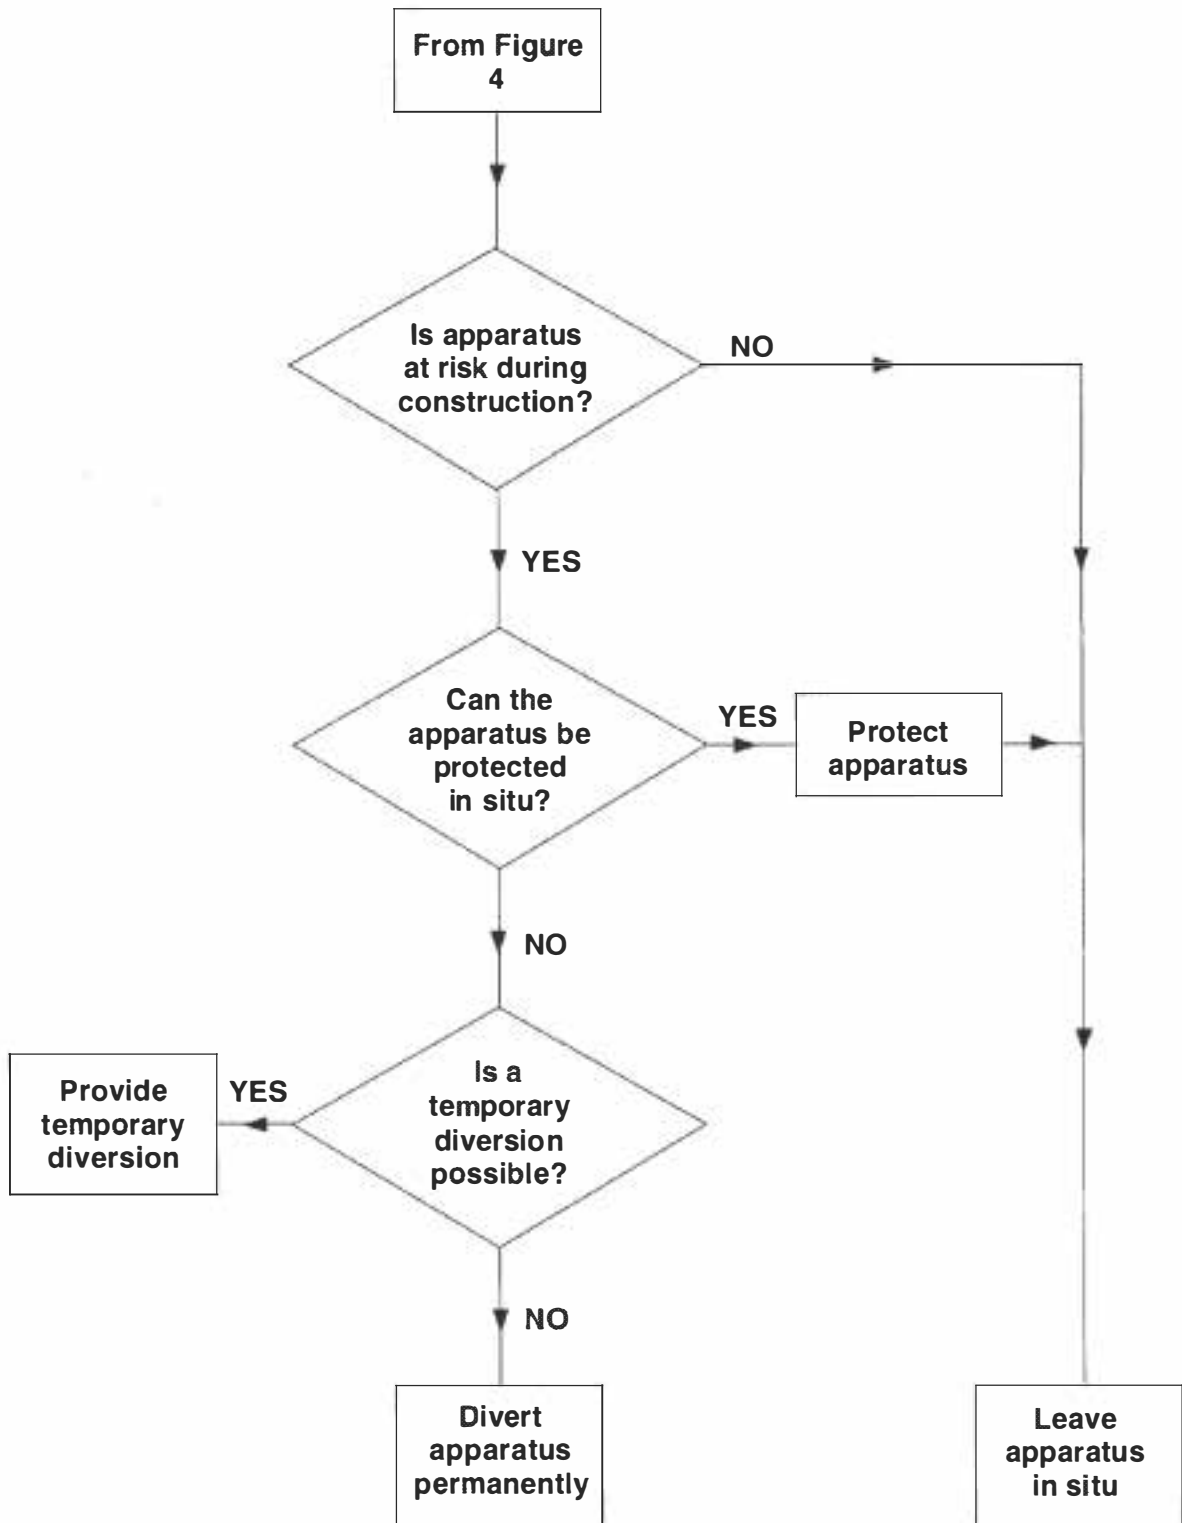 From Figure
4
Is apparatus
at risk during
construction?
NO
YES
Can the
apparatus be
protected
in situ?
YES
Protect
apparatus
NO
Is a
temporary
diversion
possible?
YES
Provide
temporary
diversion
NO
Divert
apparatus
permanently
Leave
apparatus
in situ